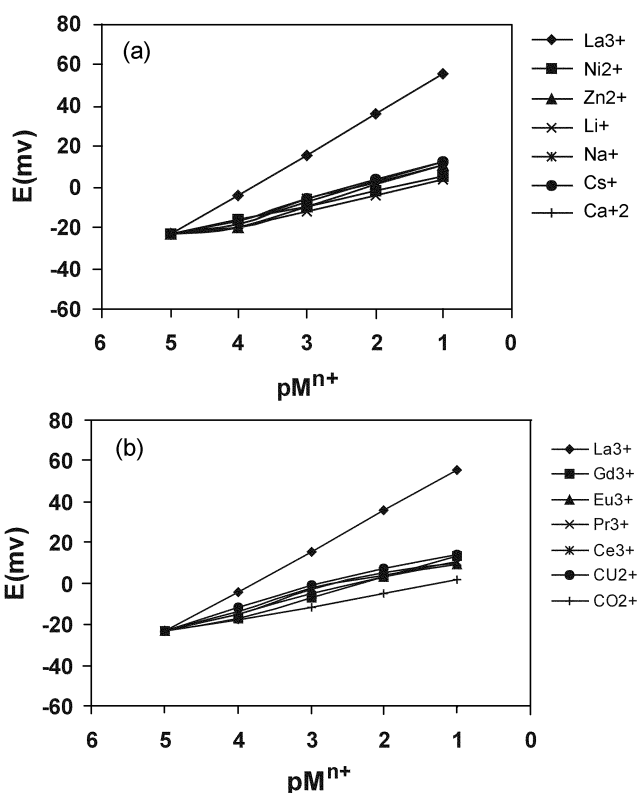 80
(a)
60
40
20
0
-20
-40
-60
E(mv)
6 5 4 3 2 1 0
pMn+
La3+
Ni2+
Zn2+
Li+
Na+
Cs+
Ca+2
80
(b)
60
40
20
0
-20
-40
-60
E(mv)
6 5 4 3 2 1 0
pMn+
La3+
Gd3+
Eu3+
Pr3+
Ce3+
CU2+
CO2+